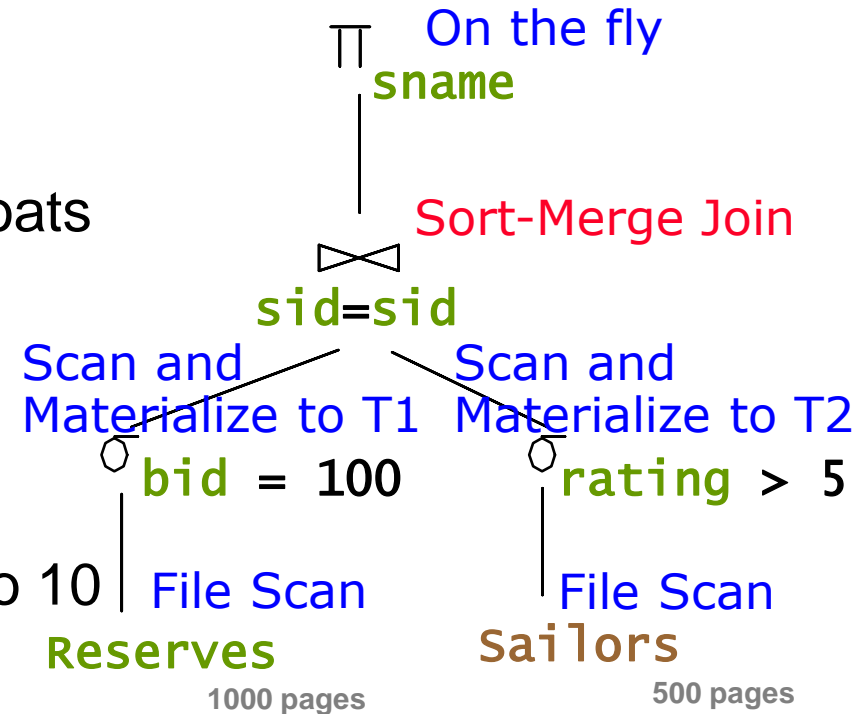 On the fly
π
sname
oats
Sort-Merge Join
⋈
sid=sid
Scan and
Materialize to T1
Scan and
Materialize to T2
σ bid = 100
σ rating > 5
o 10
File Scan
File Scan
Reserves
Sailors
1000 pages
500 pages